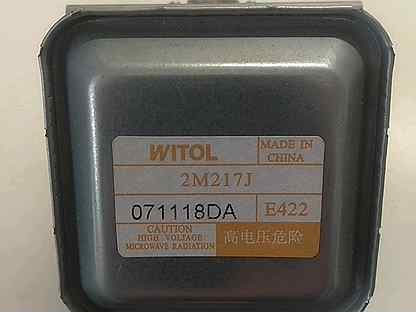 WITOL
MADE IN
CHINA
2M217J
071118DA
E422
CAUTION
HIGH VOLTAGE
MICROWAVE RADIATION
高电压危险